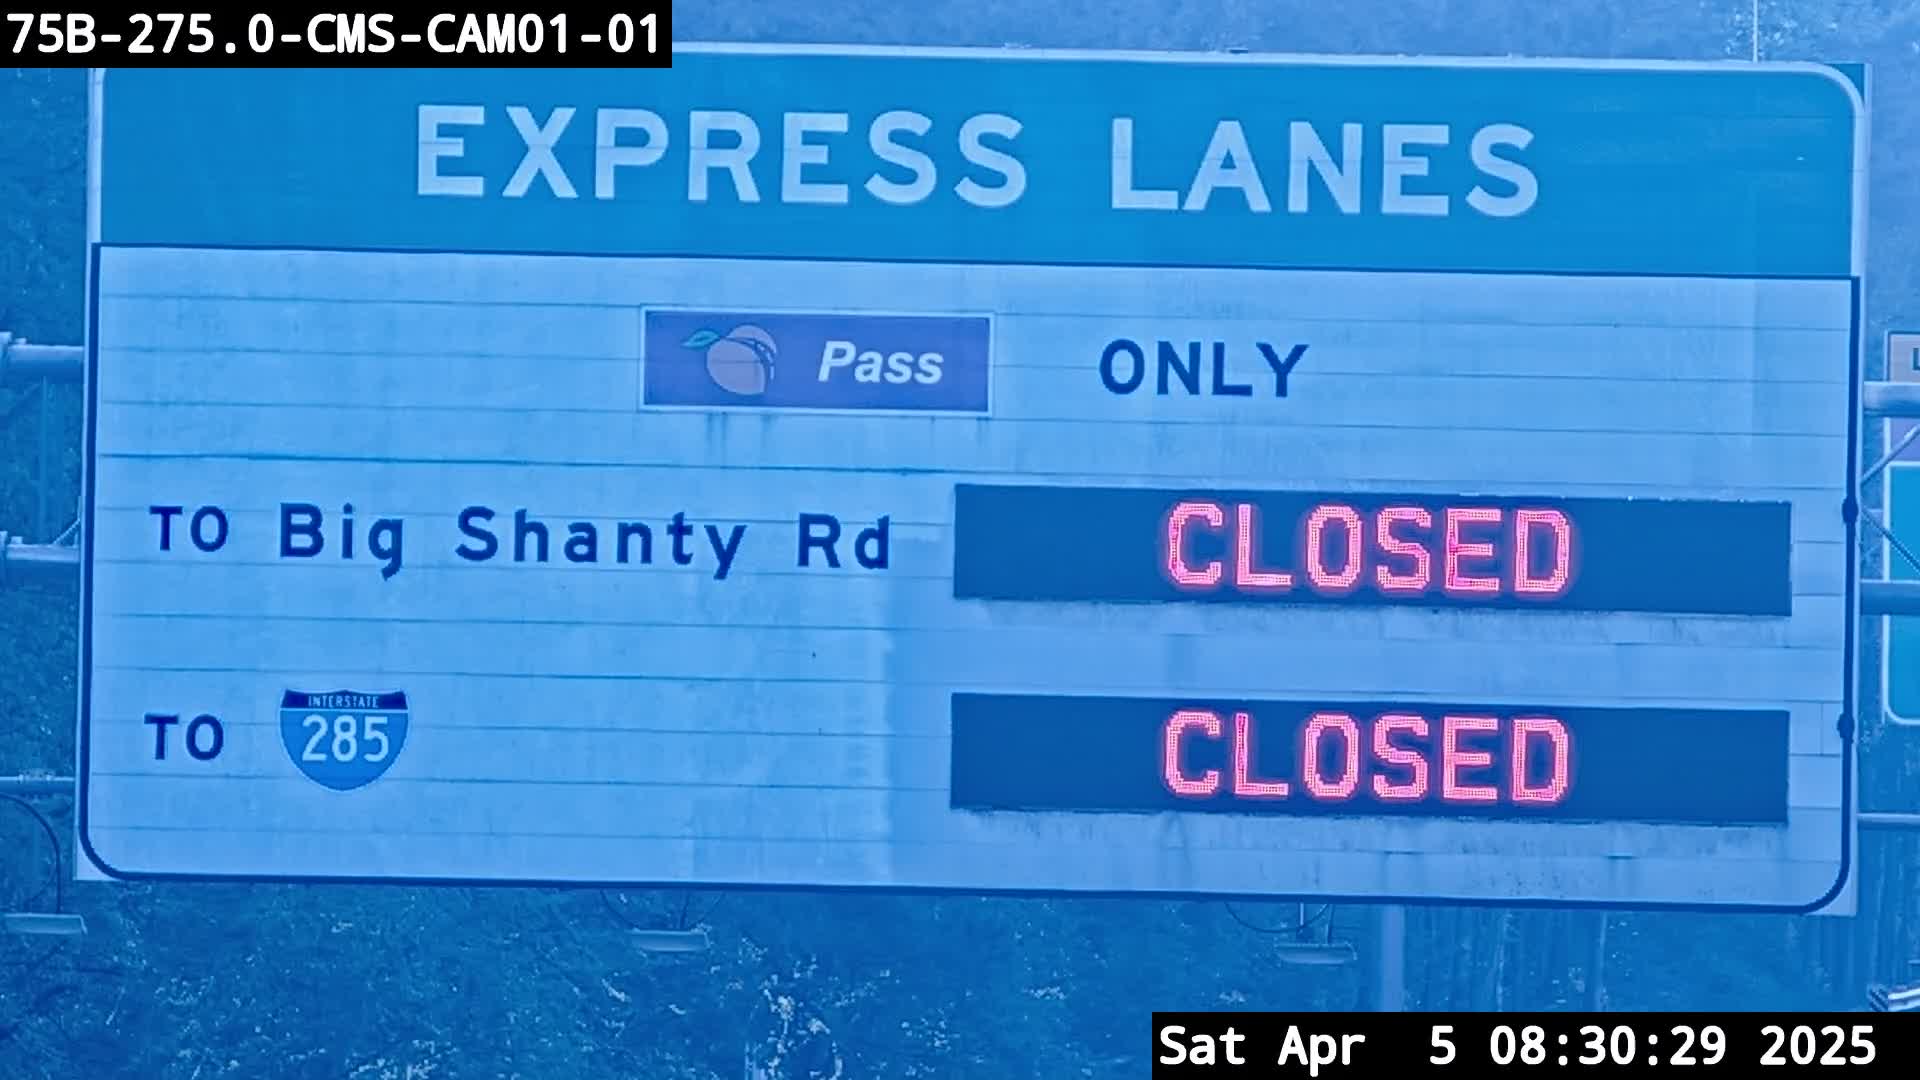 75B-275.0-CMS-CAM01-01
EXPRESS LANES
Pass ONLY
TO Big Shanty Rd CLOSED
TO INTERSTATE 285 CLOSED
Sat Apr 5 08:30:29 2025